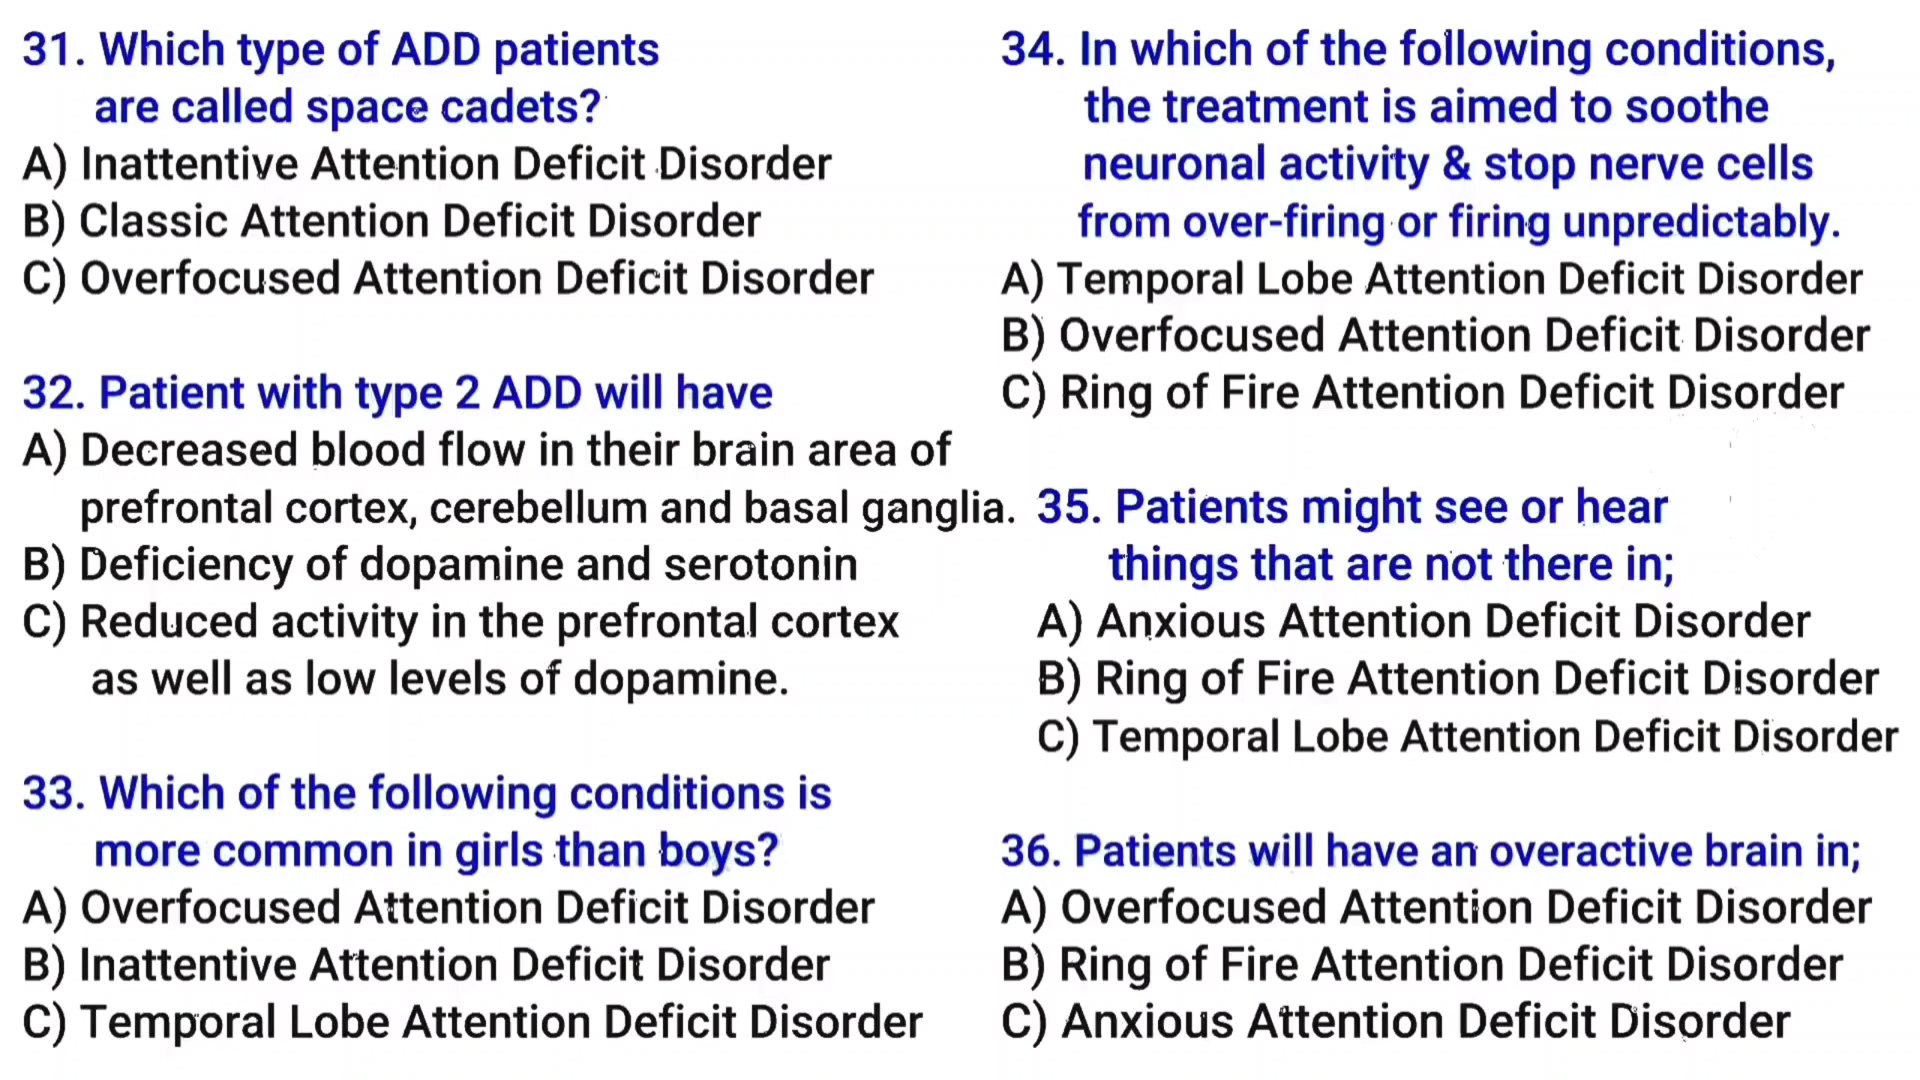 31. Which type of ADD patients
are called space cadets?
A) Inattentive Attention Deficit Disorder
B) Classic Attention Deficit Disorder
C) Overfocused Attention Deficit Disorder
32. Patient with type 2 ADD will have
A) Decreased blood flow in their brain area of
prefrontal cortex, cerebellum and basal ganglia.
B) Deficiency of dopamine and serotonin
C) Reduced activity in the prefrontal cortex
as well as low levels of dopamine.
33. Which of the following conditions is
more common in girls than boys?
A) Overfocused Attention Deficit Disorder
B) Inattentive Attention Deficit Disorder
C) Temporal Lobe Attention Deficit Disorder
34. In which of the following conditions,
the treatment is aimed to soothe
neuronal activity & stop nerve cells
from over-firing or firing unpredictably.
A) Temporal Lobe Attention Deficit Disorder
B) Overfocused Attention Deficit Disorder
C) Ring of Fire Attention Deficit Disorder
35. Patients might see or hear
things that are not there in;
A) Anxious Attention Deficit Disorder
B) Ring of Fire Attention Deficit Disorder
C) Temporal Lobe Attention Deficit Disorder
36. Patients will have an overactive brain in;
A) Overfocused Attention Deficit Disorder
B) Ring of Fire Attention Deficit Disorder
C) Anxious Attention Deficit Disorder